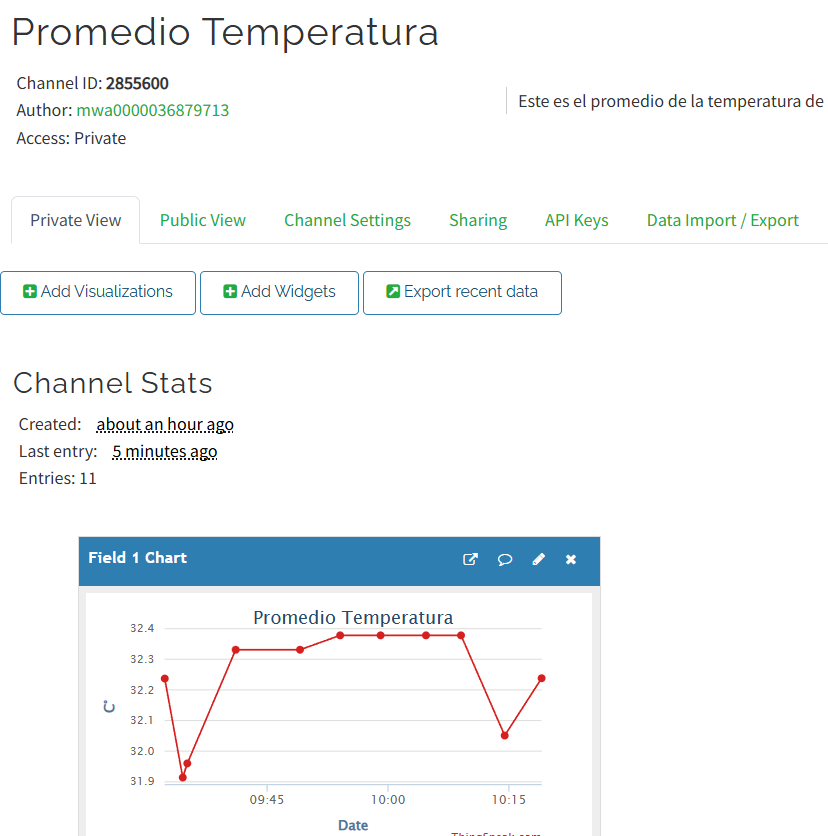 Promedio Temperatura
Channel ID: 2855600
Author: mwa0000036879713
Access: Private
Este es el promedio de la temperatura de
Private View
Public View
Channel Settings
Sharing
API Keys
Data Import / Export
Add Visualizations
Add Widgets
Export recent data
Channel Stats
Created: about an hour ago
Last entry: 5 minutes ago
Entries: 11
Field 1 Chart
Promedio Temperatura
32.4
32.3
32.2
32.1
32.0
31.9
C
09:45
10:00
10:15
Date
ThingSpeak.com